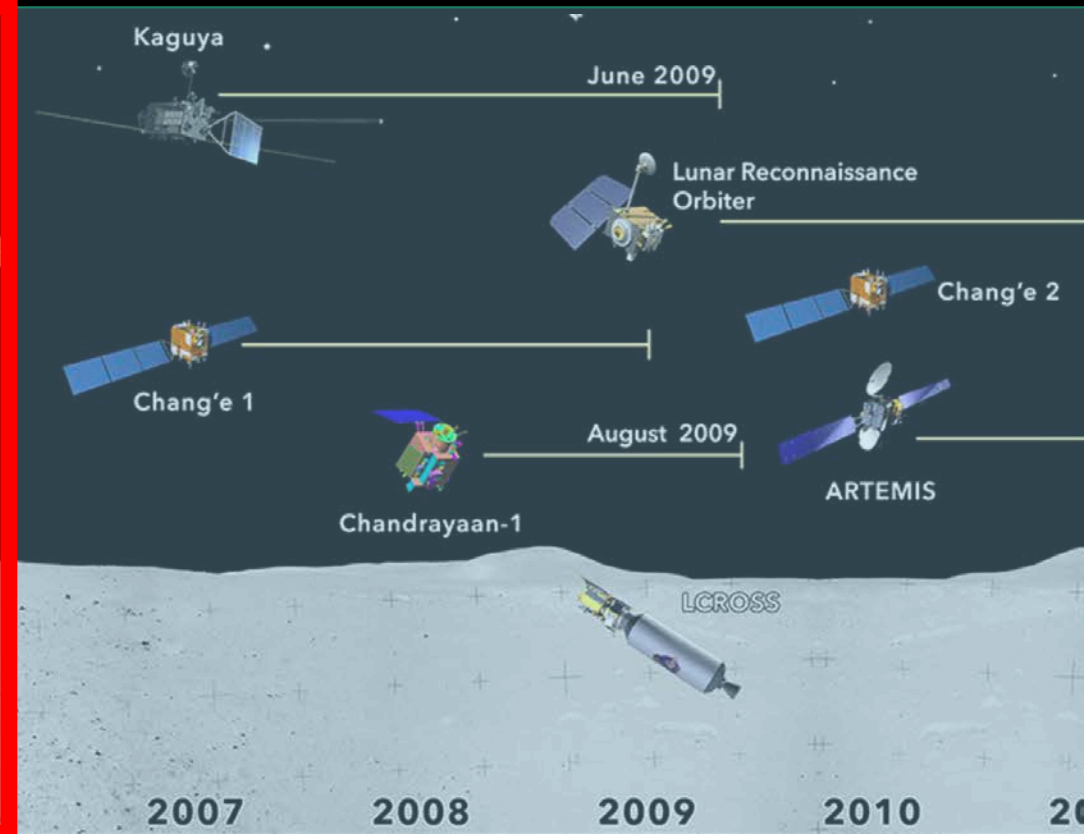 Kaguya
June 2009
Lunar Reconnaissance
Orbiter
Chang'e 2
Chang'e 1
August 2009
ARTEMIS
Chandrayaan-1
LCROSS
2007 2008 2009 2010